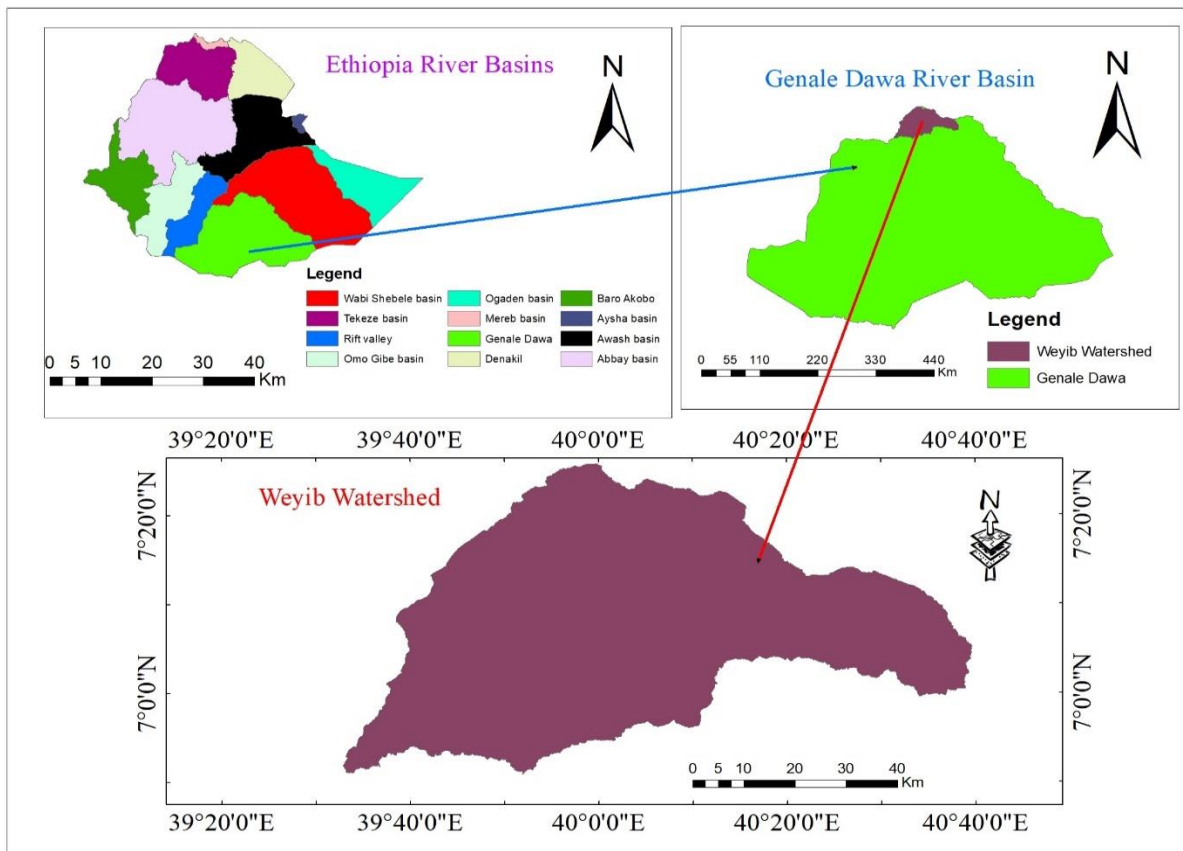 Ethiopia River Basins
N
Legend
Wabi Shebele basin
Ogaden basin
Baro Akobo
Tekeze basin
Mereb basin
Aysha basin
Rift valley
Genale Dawa
Awash basin
Omo Gibe basin
Denakil
Abbay basin
0 5 10 20 30 40
Km
Genale Dawa River Basin
N
Legend
Weyib Watershed
Genale Dawa
0 55 110 220 330 440
Km
39°20'0"E 39°40'0"E 40°0'0"E 40°20'0"E 40°40'0"E
Weyib Watershed
N
7°20'0"N
7°20'0"N
7°0'0"N
7°0'0"N
0 5 10 20 30 40
Km
39°20'0"E 39°40'0"E 40°0'0"E 40°20'0"E 40°40'0"E